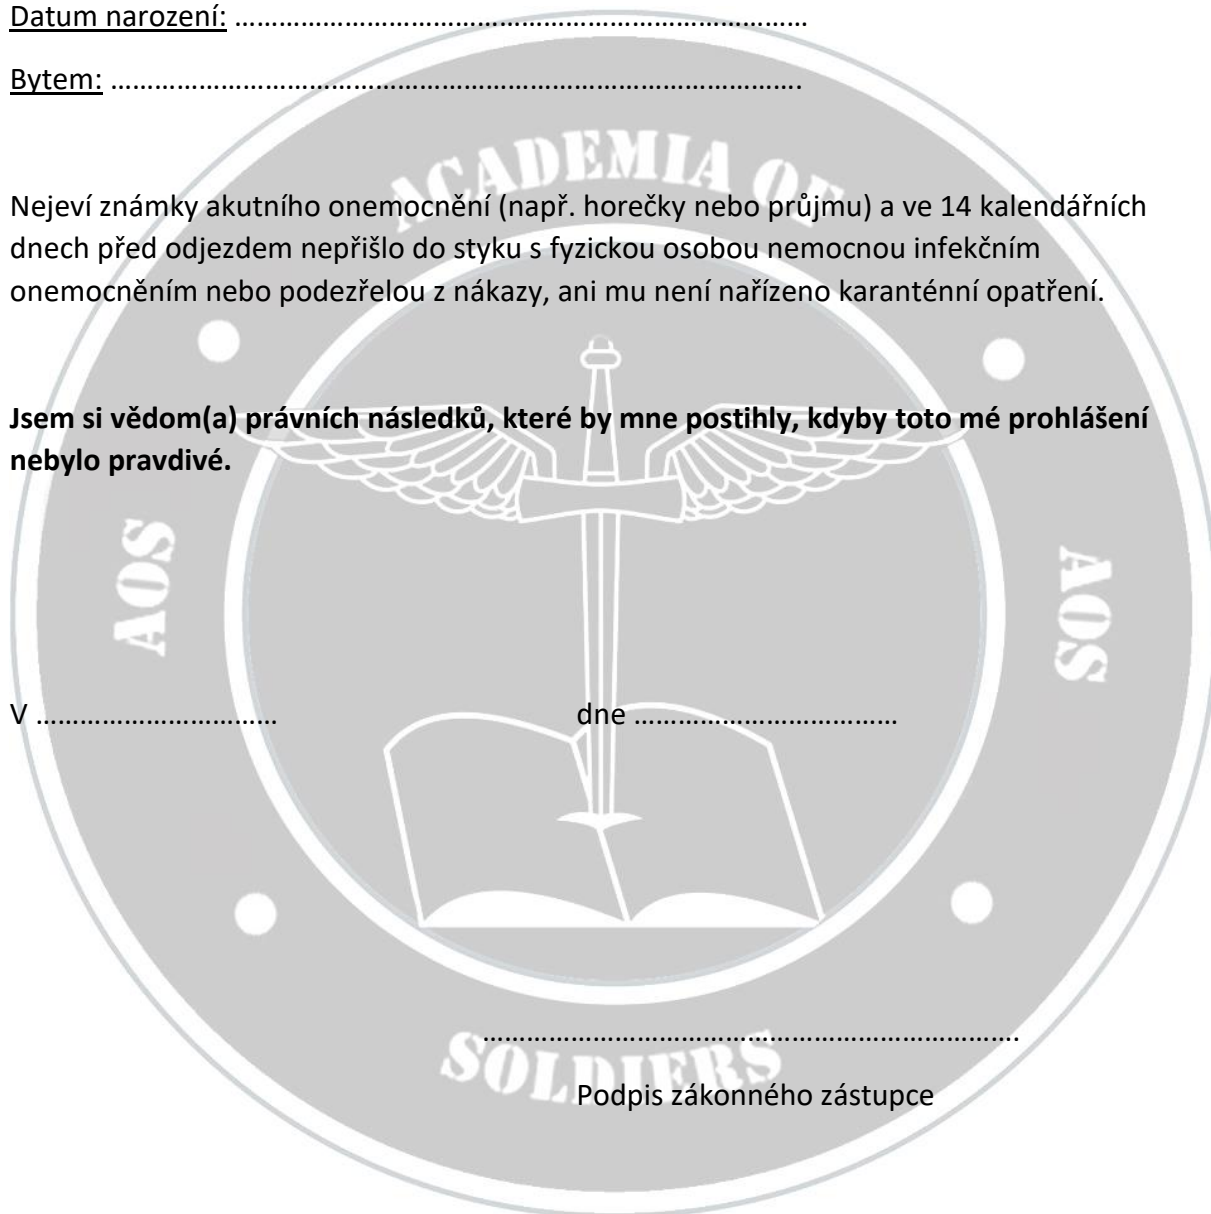 Datum narození: ……………………………………………………………………
Bytem: ………………………………………………………………………………….
ACADEMIA OF
Nejeví známky akutního onemocnění (např. horečky nebo průjmu) a ve 14 kalendářních
dnech před odjezdem nepřišlo do styku s fyzickou osobou nemocnou infekčním
onemocněním nebo podezřelou z nákazy, ani mu není nařízeno karanténní opatření.
Jsem si vědom(a) právních následků, které by mne postihly, kdyby toto mé prohlášení
nebylo pravdivé.
AOS
AOS
V …………………………… dne ………………………………
……………………………………………………………….
SOLDIERS
Podpis zákonného zástupce